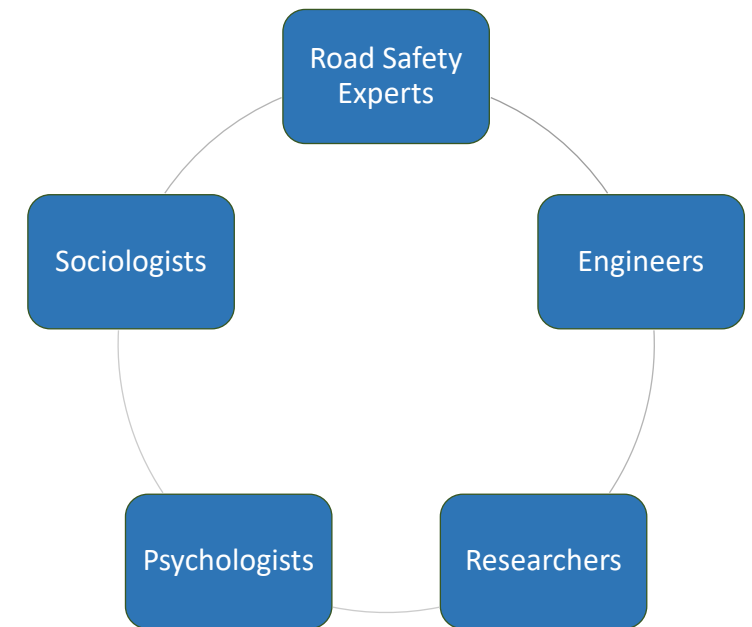 Road Safety
Experts
Engineers
Researchers
Psychologists
Sociologists